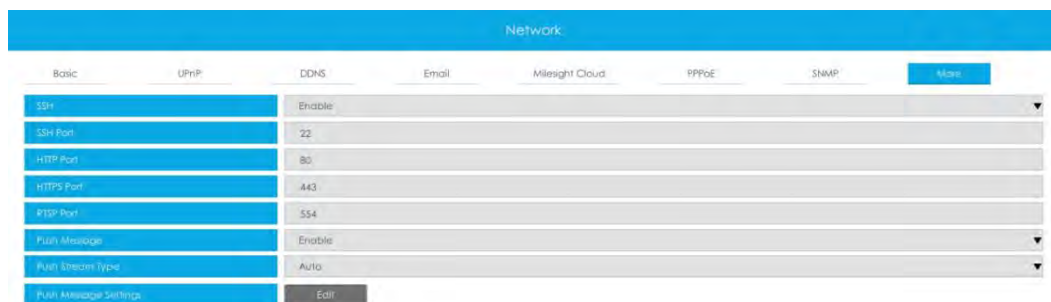 Network
Basic UPnP DDNS Email Milesight Cloud PPPoE SNMP More
SSH Enable
SSH Port 22
HTTP Port 80
HTTPS Port 443
RTSP Port 554
Push Message Enable
Push Stream Type Auto
Push Message Settings Edit